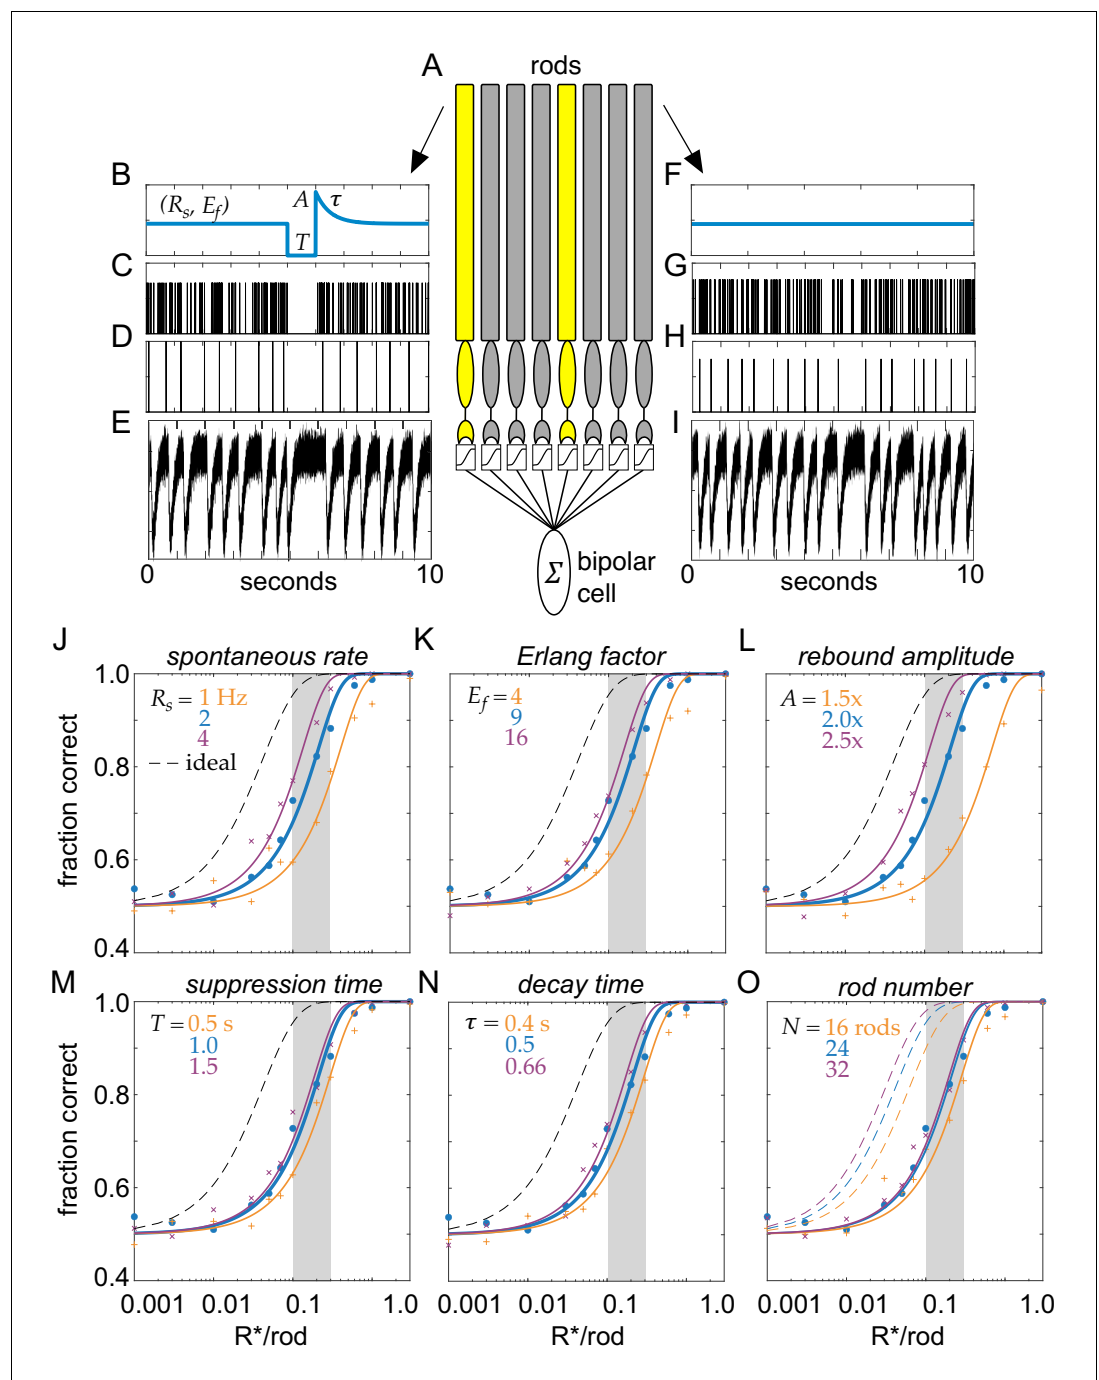 A
rods
B
(R_s, E_f)
A
τ
T
C
D
E
0
seconds
10
F
G
H
I
0
seconds
10
Σ
bipolar
cell
J
spontaneous rate
fraction correct
1.0
0.8
0.6
0.4
R_s = 1 Hz
2
4
-- ideal
K
Erlang factor
E_f = 4
9
16
L
rebound amplitude
A = 1.5x
2.0x
2.5x
M
suppression time
fraction correct
1.0
0.8
0.6
0.4
T = 0.5 s
1.0
1.5
0.001
0.01
0.1
1.0
R*/rod
N
decay time
τ = 0.4 s
0.5
0.66
0.001
0.01
0.1
1.0
R*/rod
O
rod number
N = 16 rods
24
32
0.001
0.01
0.1
1.0
R*/rod